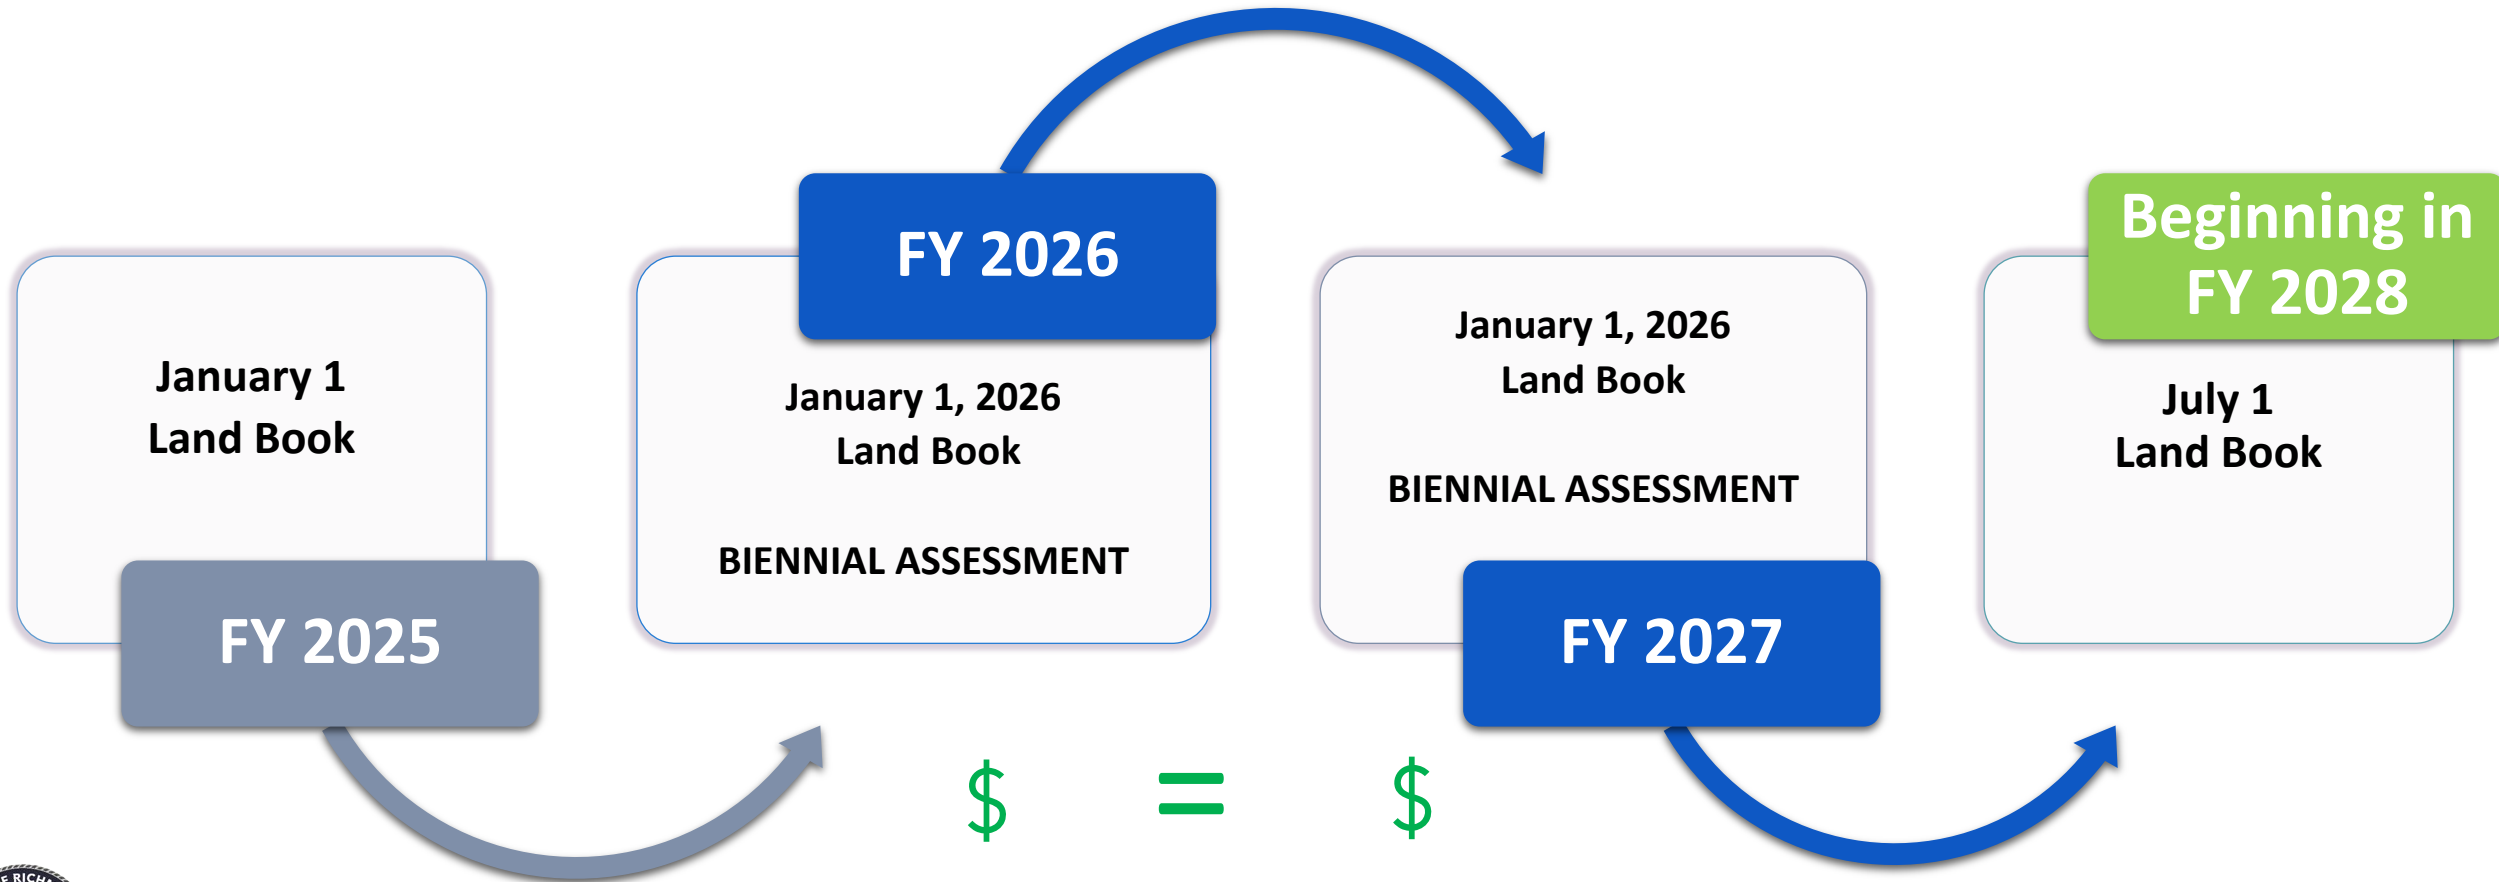 January 1
Land Book
FY 2025
FY 2026
January 1, 2026
Land Book
BIENNIAL ASSESSMENT
January 1, 2026
Land Book
BIENNIAL ASSESSMENT
FY 2027
Beginning in
FY 2028
July 1
Land Book
$ = $